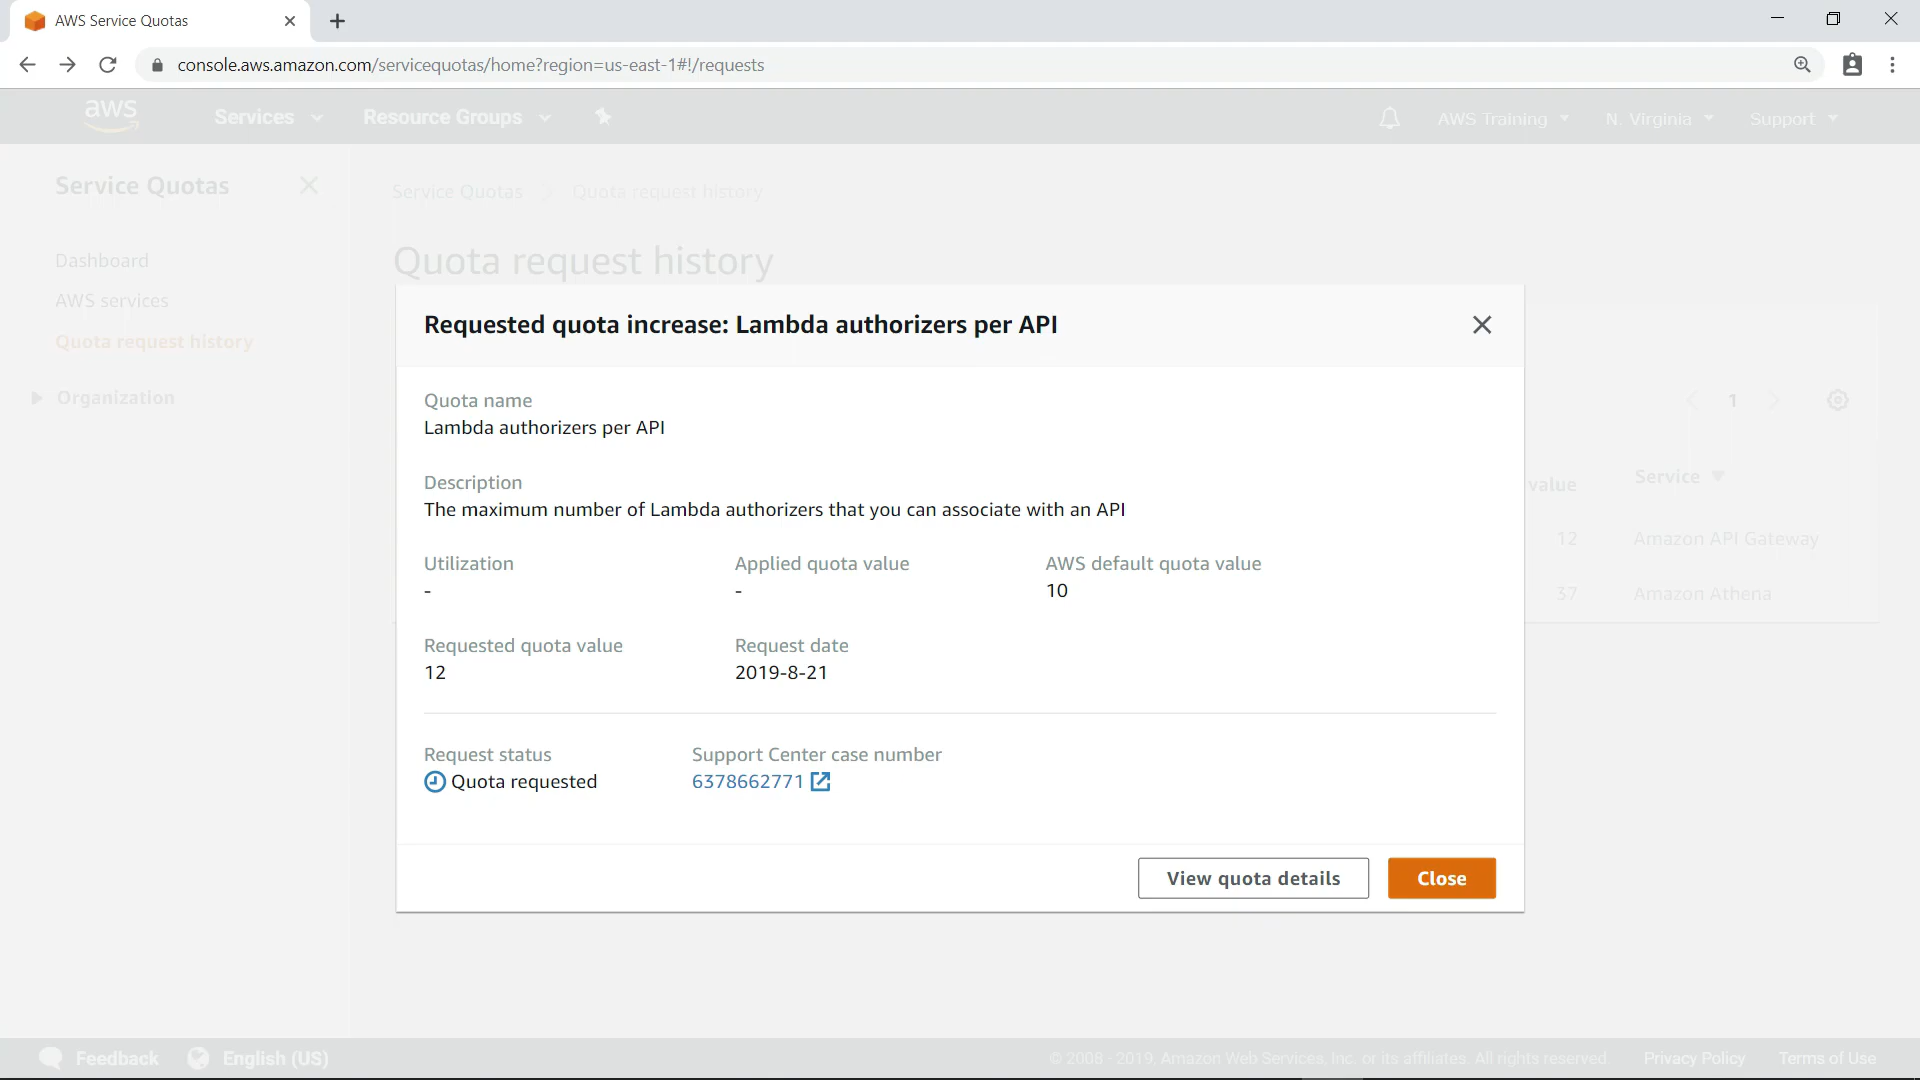 AWS Service Quotas
console.aws.amazon.com/servicequotas/home?region=us-east-1#!/requests
aws
Services
Resource Groups
AWS Training
N. Virginia
Support
Service Quotas
Service Quotas
Quota request history
Dashboard
AWS services
Quota request history
Organization
Quota request history
1
value
Service
12
Amazon API Gateway
37
Amazon Athena
Requested quota increase: Lambda authorizers per API
Quota name
Lambda authorizers per API
Description
The maximum number of Lambda authorizers that you can associate with an API
Utilization
-
Applied quota value
-
AWS default quota value
10
Requested quota value
12
Request date
2019-8-21
Request status
Quota requested
Support Center case number
6378662771
View quota details
Close
Feedback
English (US)
© 2008 - 2019, Amazon Web Services, Inc. or its affiliates. All rights reserved.
Privacy Policy
Terms of Use